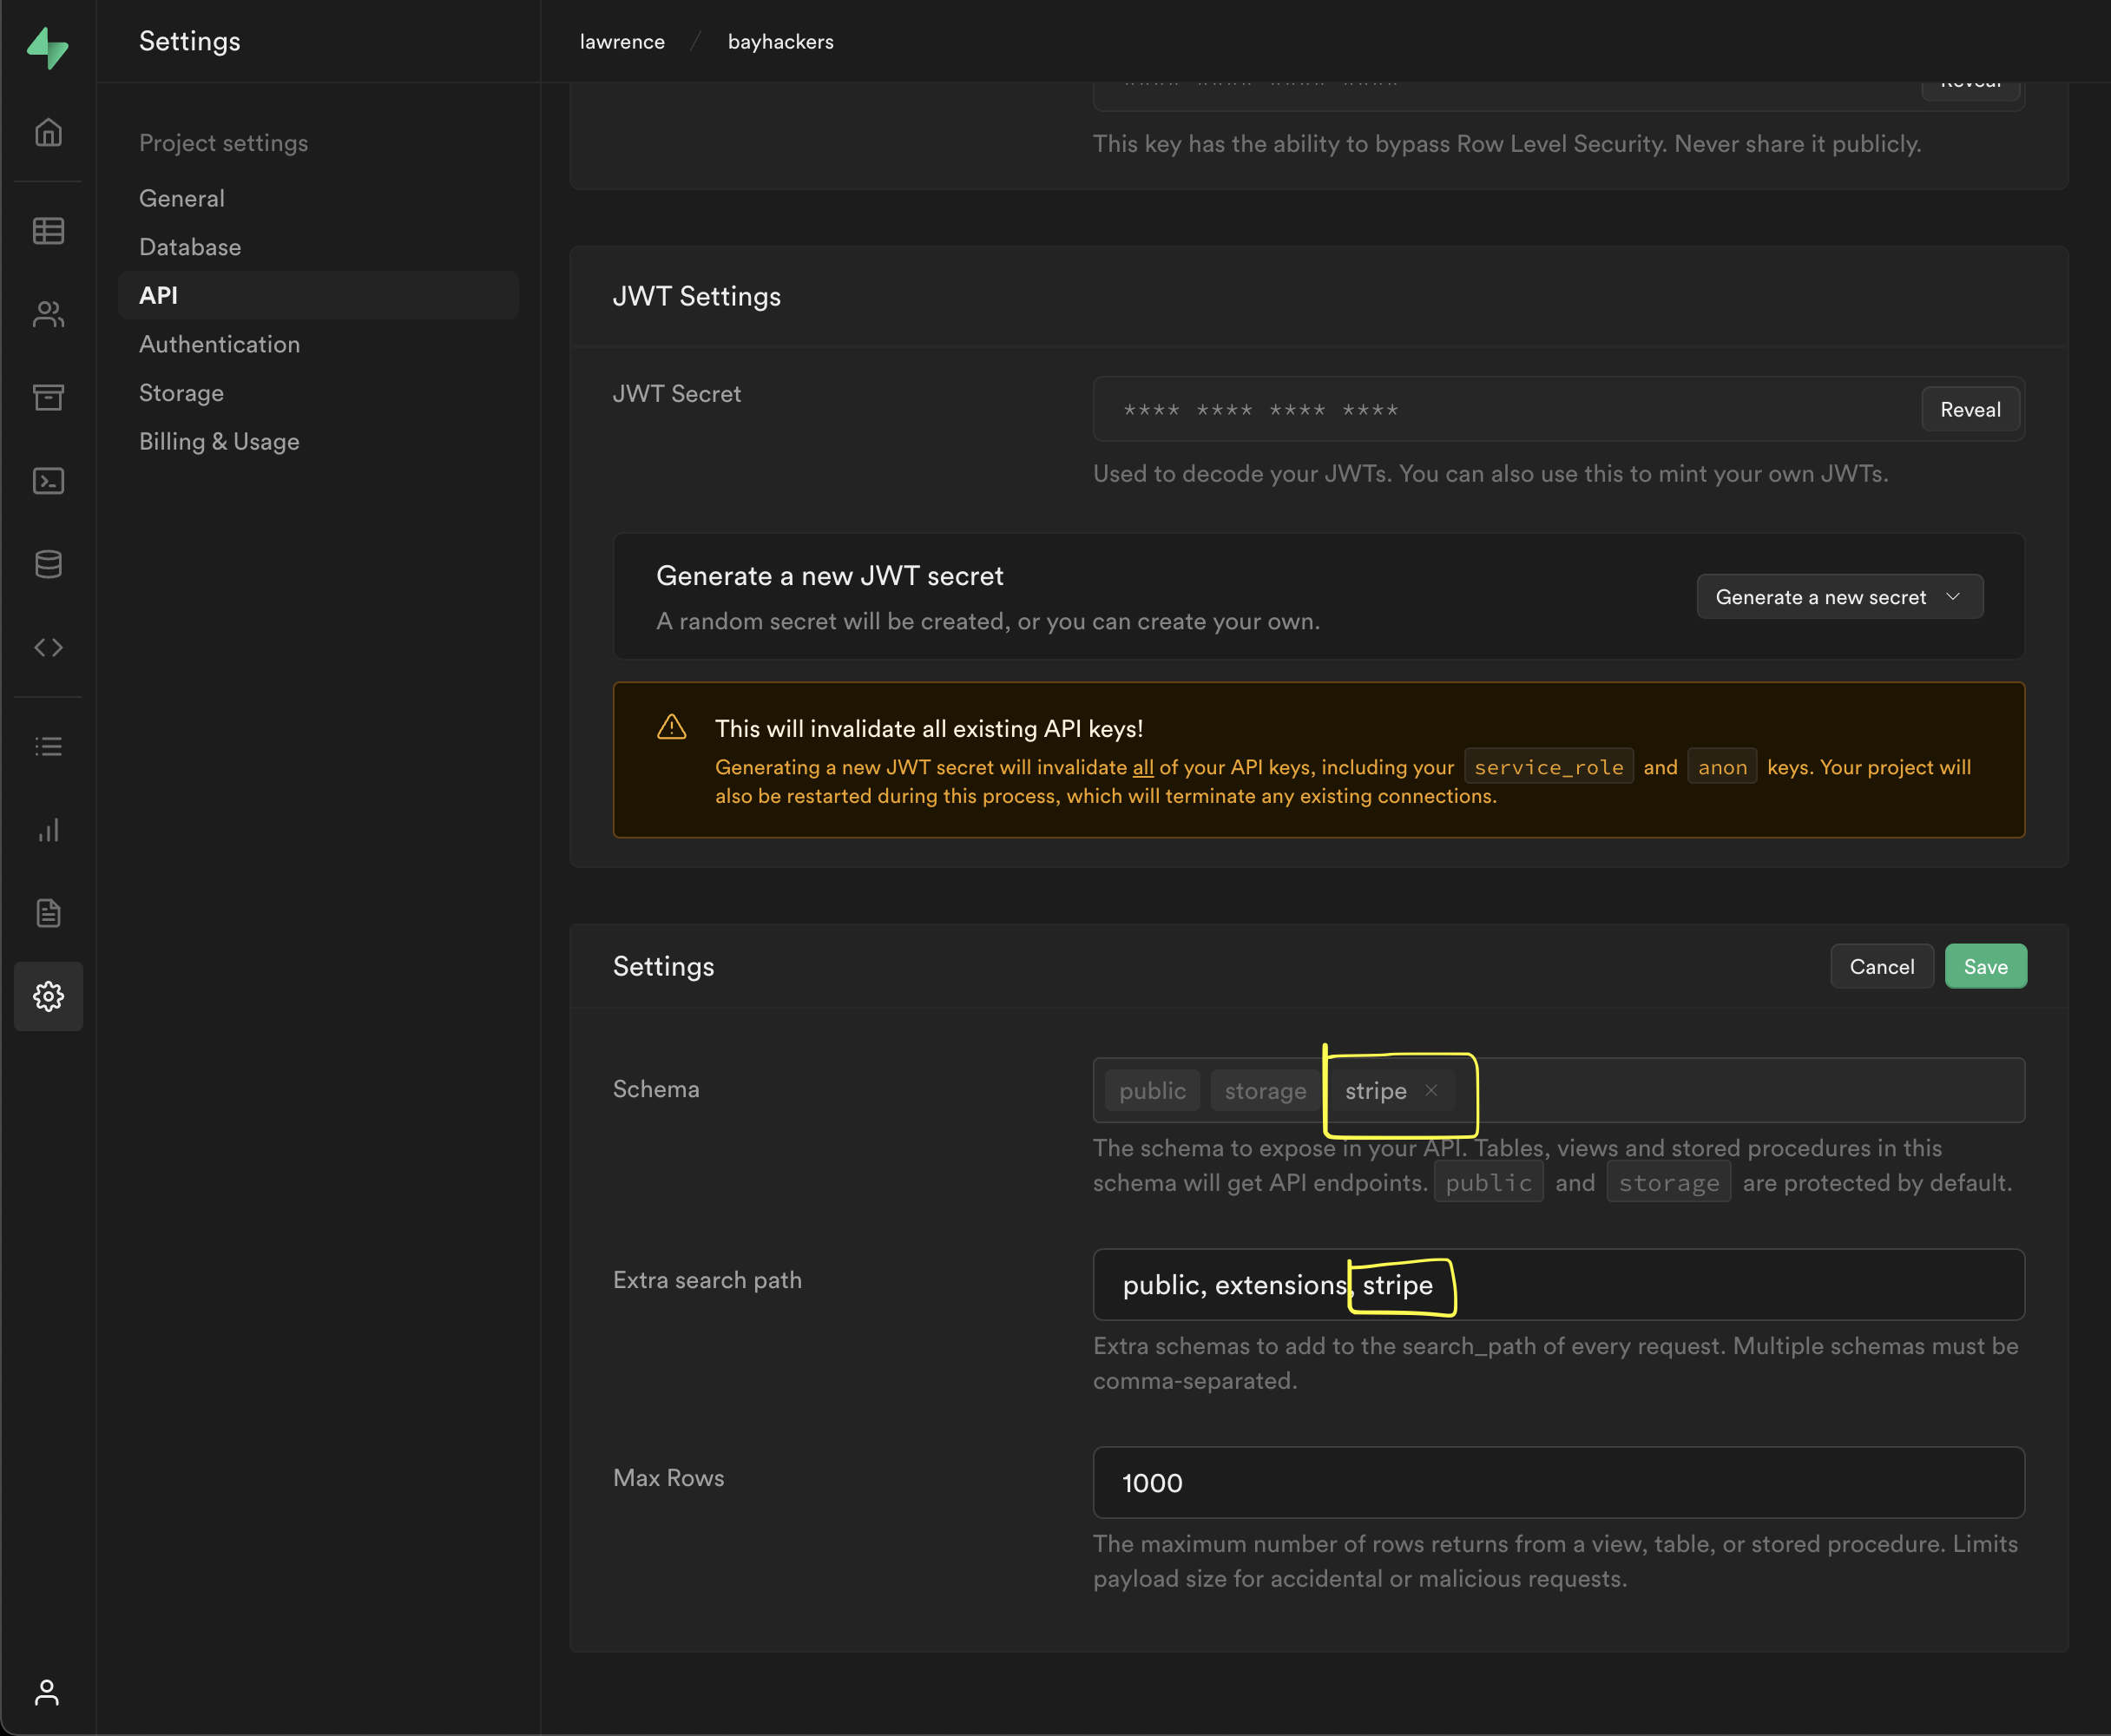 Settings
lawrence / bayhackers
Project settings
General
Database
API
Authentication
Storage
Billing & Usage
**** **** **** ****
Reveal
This key has the ability to bypass Row Level Security. Never share it publicly.
JWT Settings
JWT Secret
**** **** **** ****
Reveal
Used to decode your JWTs. You can also use this to mint your own JWTs.
Generate a new JWT secret
A random secret will be created, or you can create your own.
Generate a new secret
This will invalidate all existing API keys!
Generating a new JWT secret will invalidate all of your API keys, including your service_role and anon keys. Your project will
also be restarted during this process, which will terminate any existing connections.
Settings
Cancel
Save
Schema
public storage stripe ×
The schema to expose in your API. Tables, views and stored procedures in this
schema will get API endpoints. public and storage are protected by default.
Extra search path
public, extensions, stripe
Extra schemas to add to the search_path of every request. Multiple schemas must be
comma-separated.
Max Rows
1000
The maximum number of rows returns from a view, table, or stored procedure. Limits
payload size for accidental or malicious requests.